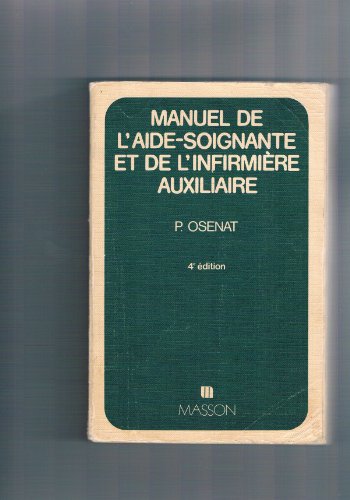 MANUEL DE
L'AIDE-SOIGNANTE
ET DE L'INFIRMIÈRE
AUXILIAIRE
P. OSENAT
4e édition
MASSON